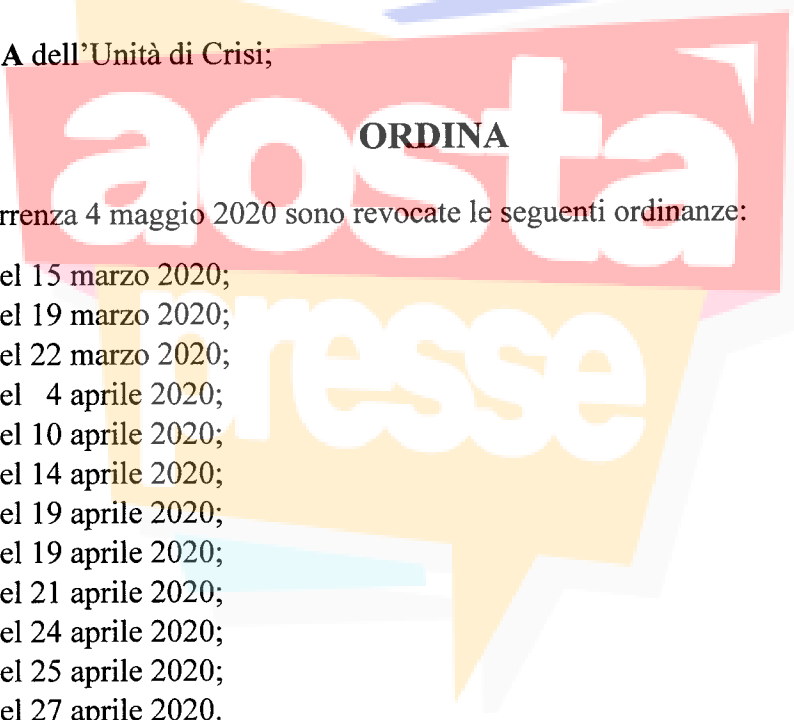 A dell'Unità di Crisi;
ORDINA
rrenza 4 maggio 2020 sono revocate le seguenti ordinanze:
el 15 marzo 2020;
el 19 marzo 2020;
el 22 marzo 2020;
el 4 aprile 2020;
el 10 aprile 2020;
el 14 aprile 2020;
el 19 aprile 2020;
el 19 aprile 2020;
el 21 aprile 2020;
el 24 aprile 2020;
el 25 aprile 2020;
el 27 aprile 2020.
aosta
presse